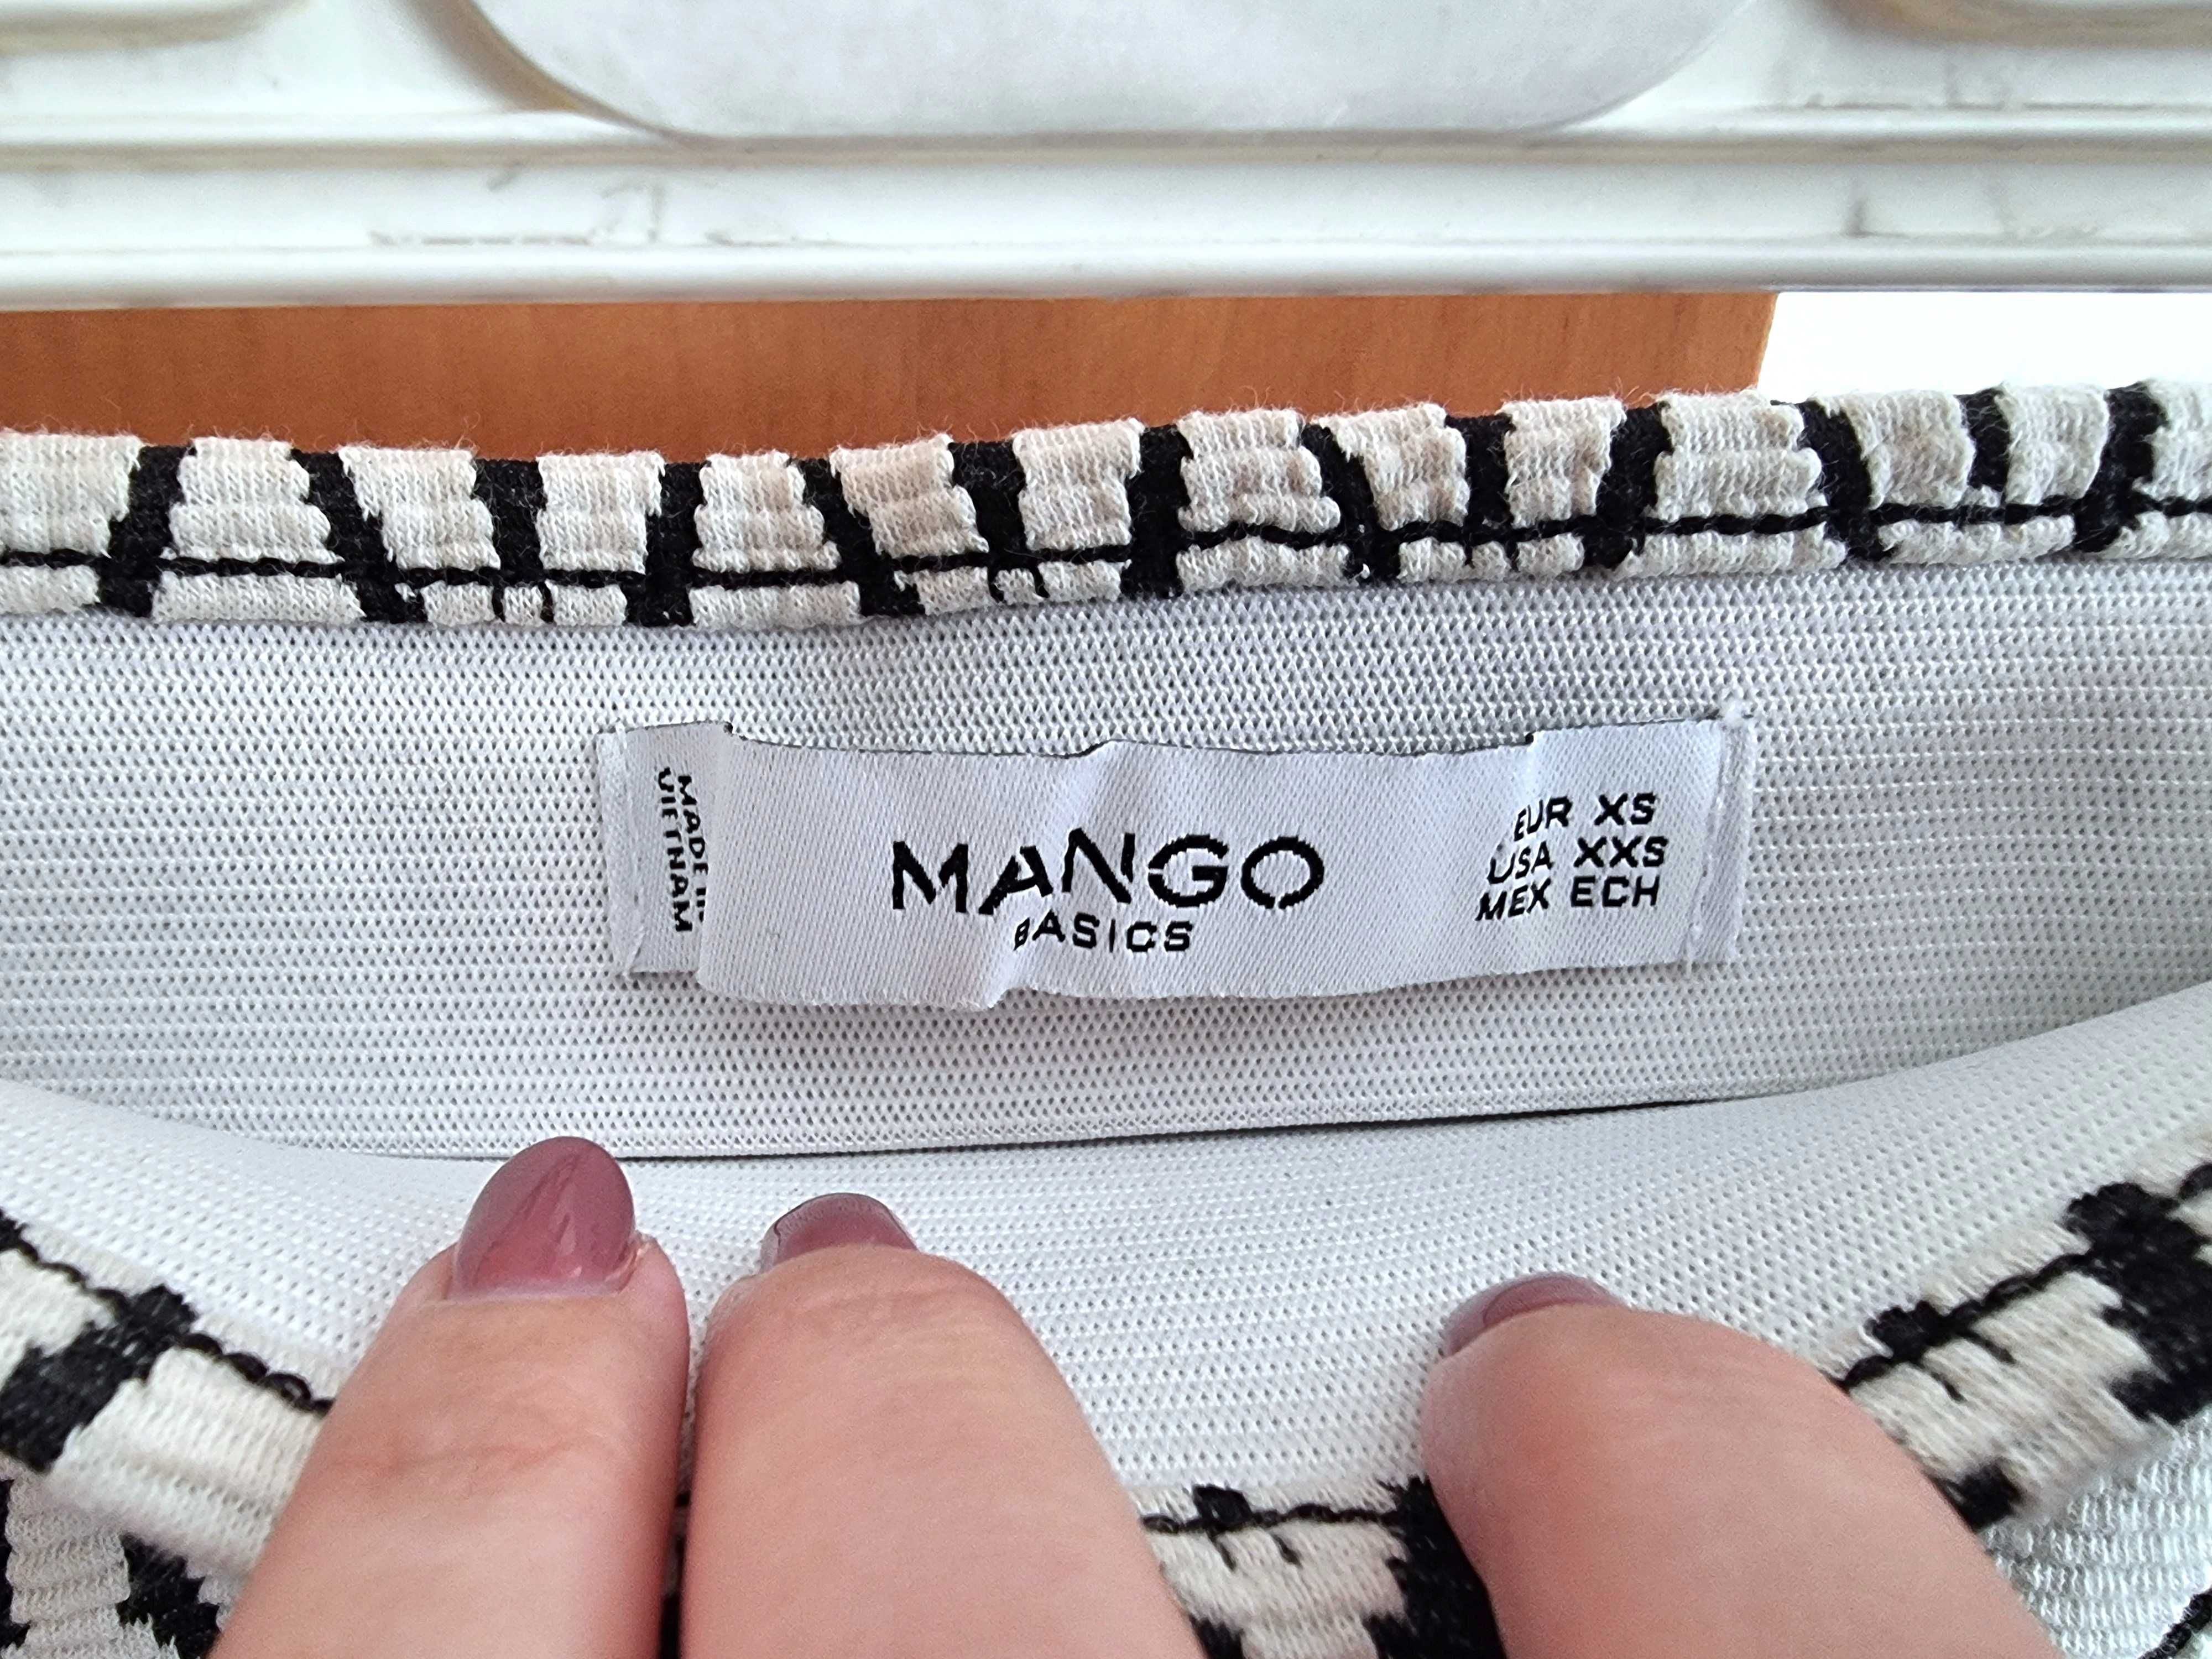 MADE IN
VIETNAM
MANGO
BASICS
EUR XS
USA XXS
MEX ECH